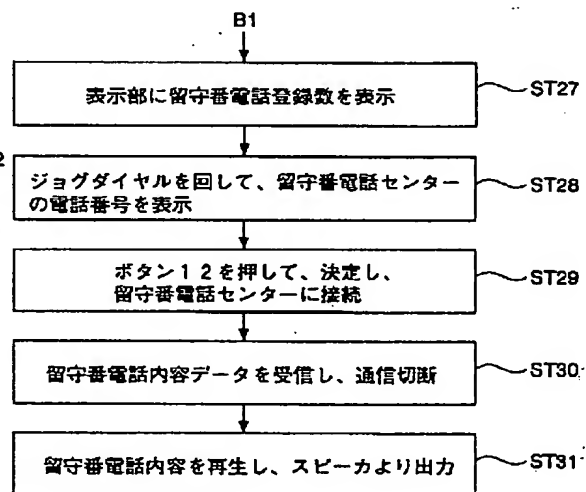 B1
表示部に留守番電話登録数を表示
ST27
2
ジョグダイヤルを回して、留守番電話センター
の電話番号を表示
ST28
ボタン12を押して、決定し、
留守番電話センターに接続
ST29
留守番電話内容データを受信し、通信切断
ST30
留守番電話内容を再生し、スピーカより出力
ST31